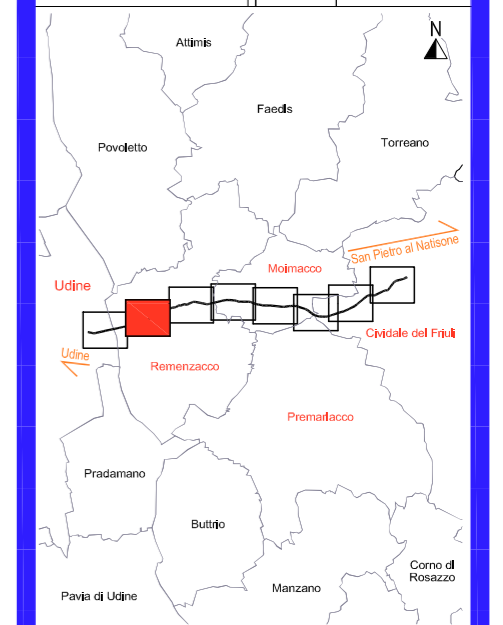 N
Attimis
Faedis
Povoletto
Torreano
San Pietro al Natisone
Moimacco
Udine
Cividale del Friuli
Udine
Remenzacco
Premariacco
Pradamano
Buttrio
Corno di
Rosazzo
Manzano
Pavia di Udine